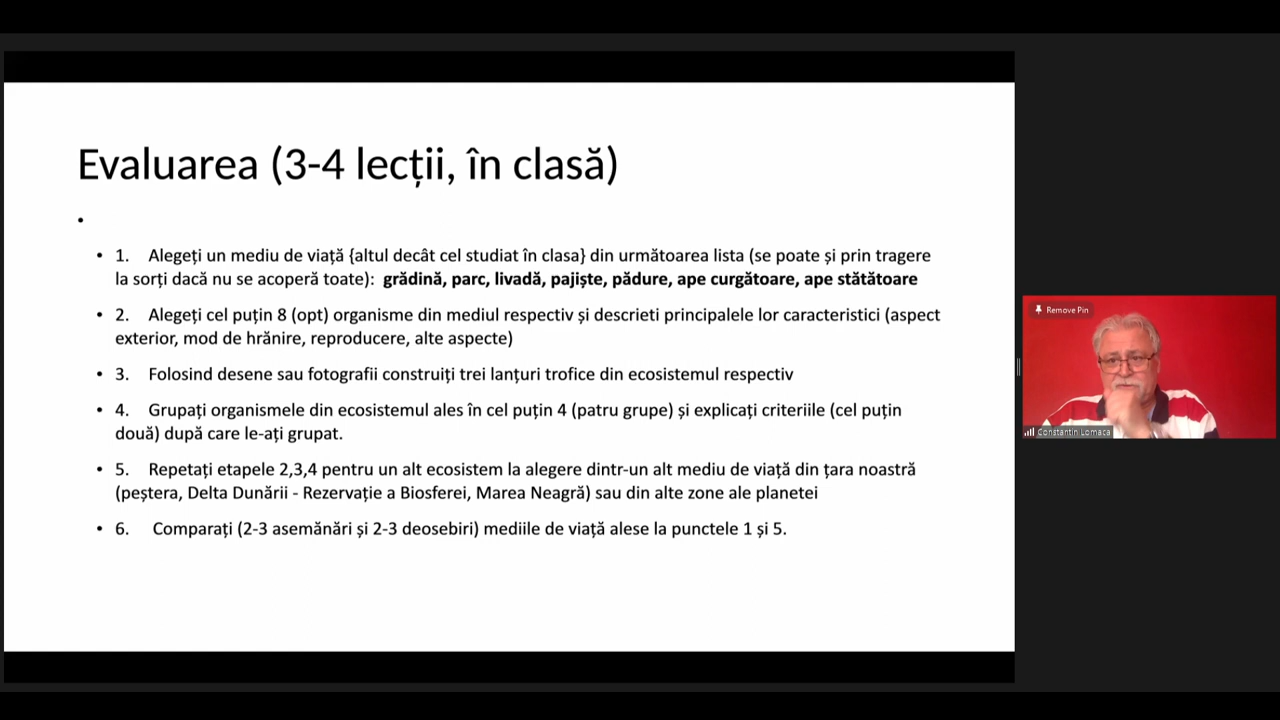 Evaluarea (3-4 lecții, în clasă)
•
• 1. Alegeți un mediu de viață {altul decât cel studiat în clasa} din următoarea lista (se poate și prin tragere
la sorți dacă nu se acoperă toate): grădină, parc, livadă, pajiște, pădure, ape curgătoare, ape stătătoare
• 2. Alegeți cel puțin 8 (opt) organisme din mediul respectiv și descrieti principalele lor caracteristici (aspect
exterior, mod de hrănire, reproducere, alte aspecte)
• 3. Folosind desene sau fotografii construiți trei lanțuri trofice din ecosistemul respectiv
• 4. Grupați organismele din ecosistemul ales în cel puțin 4 (patru grupe) și explicați criteriile (cel puțin
două) după care le-ați grupat.
• 5. Repetați etapele 2,3,4 pentru un alt ecosistem la alegere dintr-un alt mediu de viață din țara noastră
(peștera, Delta Dunării - Rezervație a Biosferei, Marea Neagră) sau din alte zone ale planetei
• 6. Comparați (2-3 asemănări și 2-3 deosebiri) mediile de viață alese la punctele 1 și 5.
Remove Pin
Constantin Lomaca